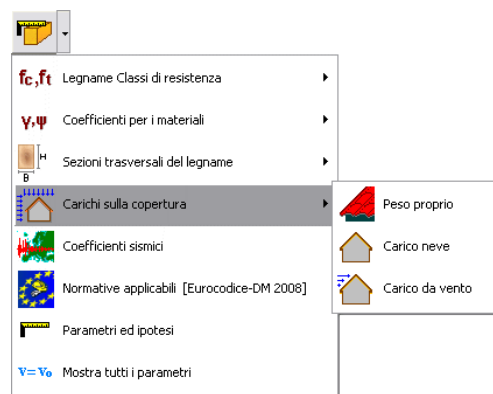 fc,ft Legname Classi di resistenza
γ,ψ Coefficienti per i materiali
H
B
Sezioni trasversali del legname
Carichi sulla copertura
Peso proprio
Carico neve
Carico da vento
Coefficienti sismici
Normative applicabili [Eurocodice-DM 2008]
Parametri ed ipotesi
v=v₀ Mostra tutti i parametri